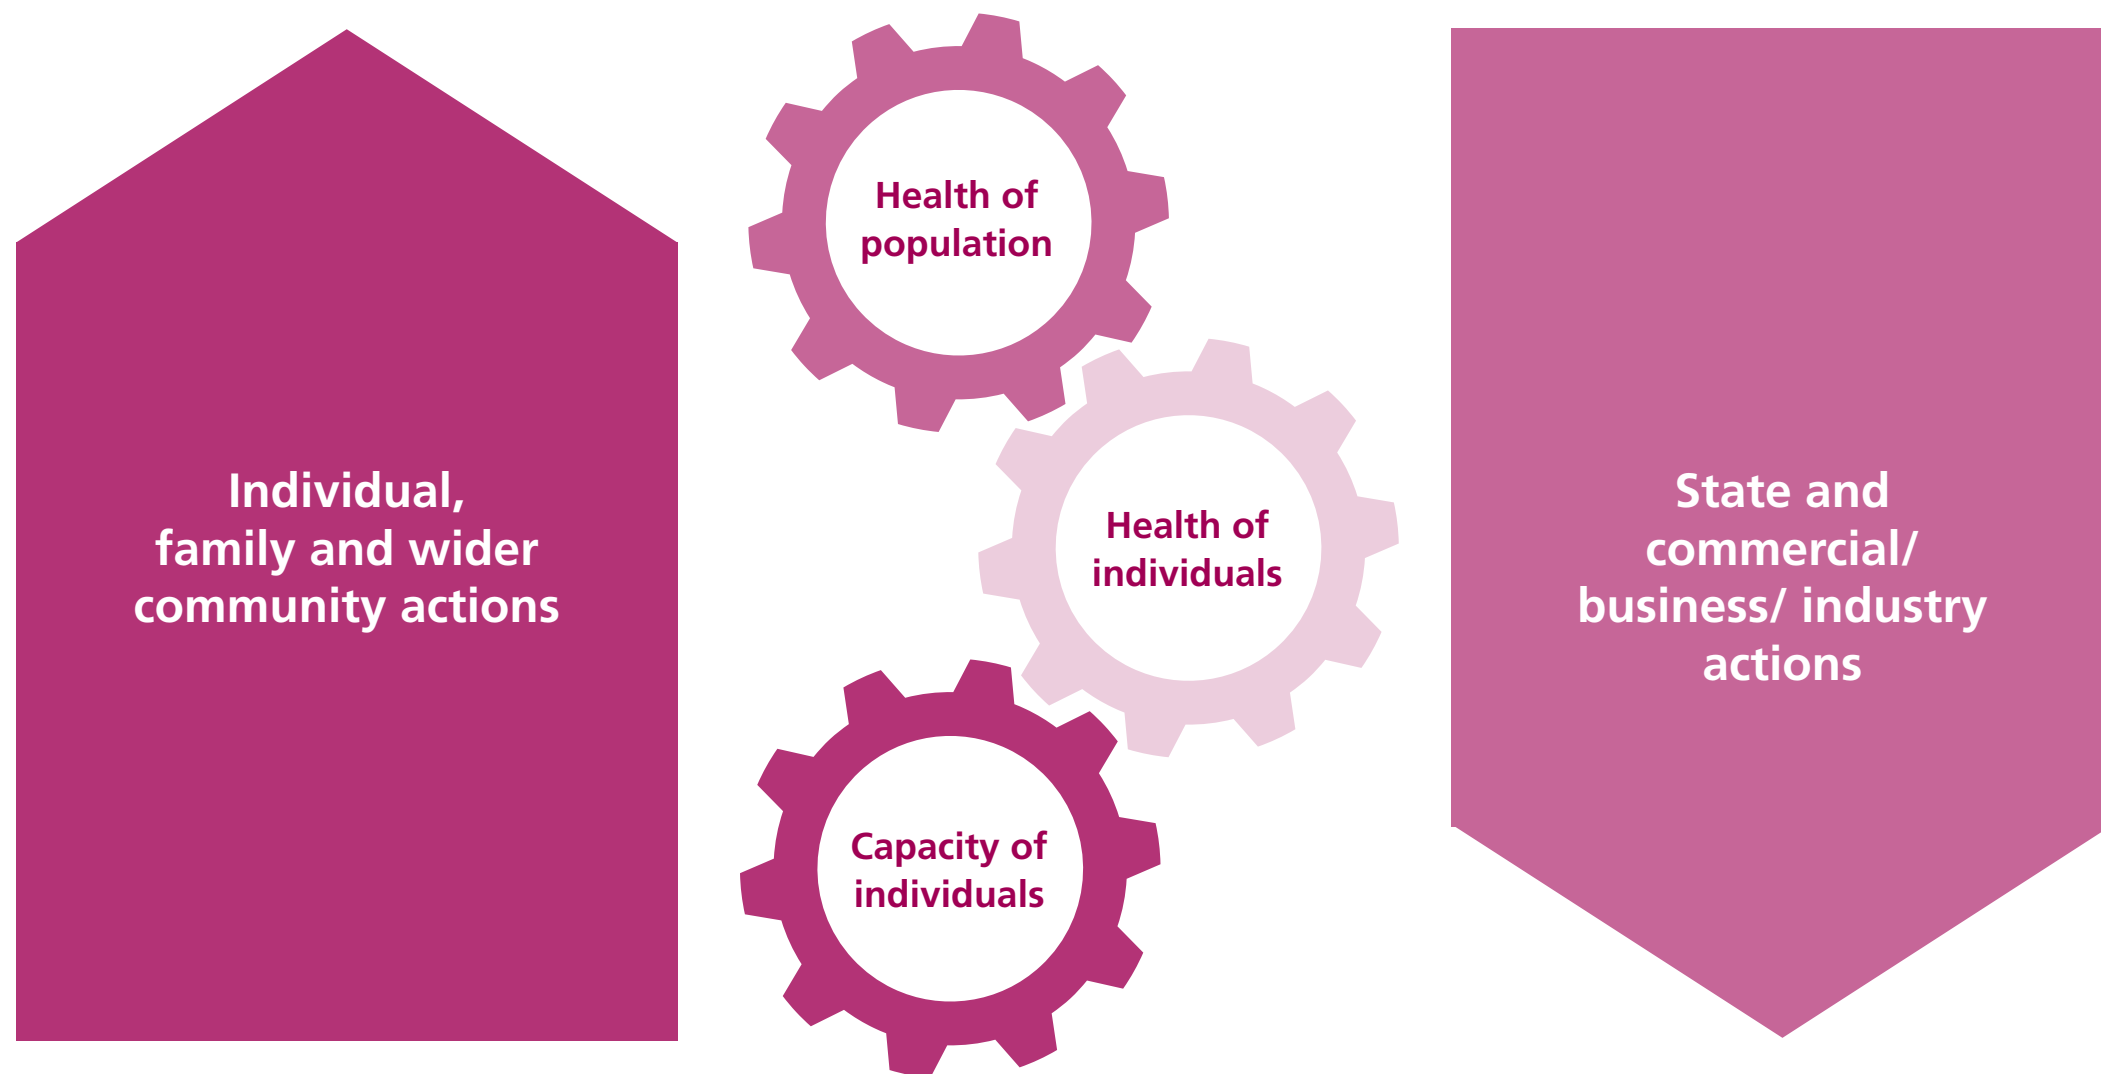 Individual,
family and wider
community actions
Health of
population
Health of
individuals
Capacity of
individuals
State and
commercial/
business/ industry
actions